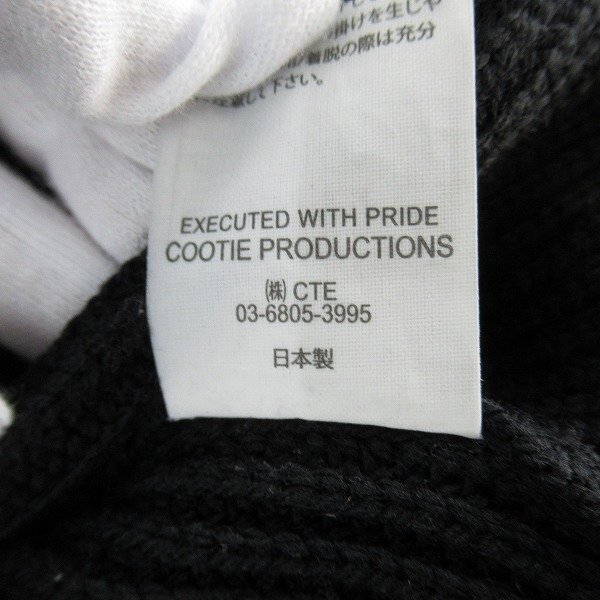 掛けを生じや
着脱の際は充分
して下さい。
EXECUTED WITH PRIDE
COOTIE PRODUCTIONS
㈱ CTE
03-6805-3995
日本製